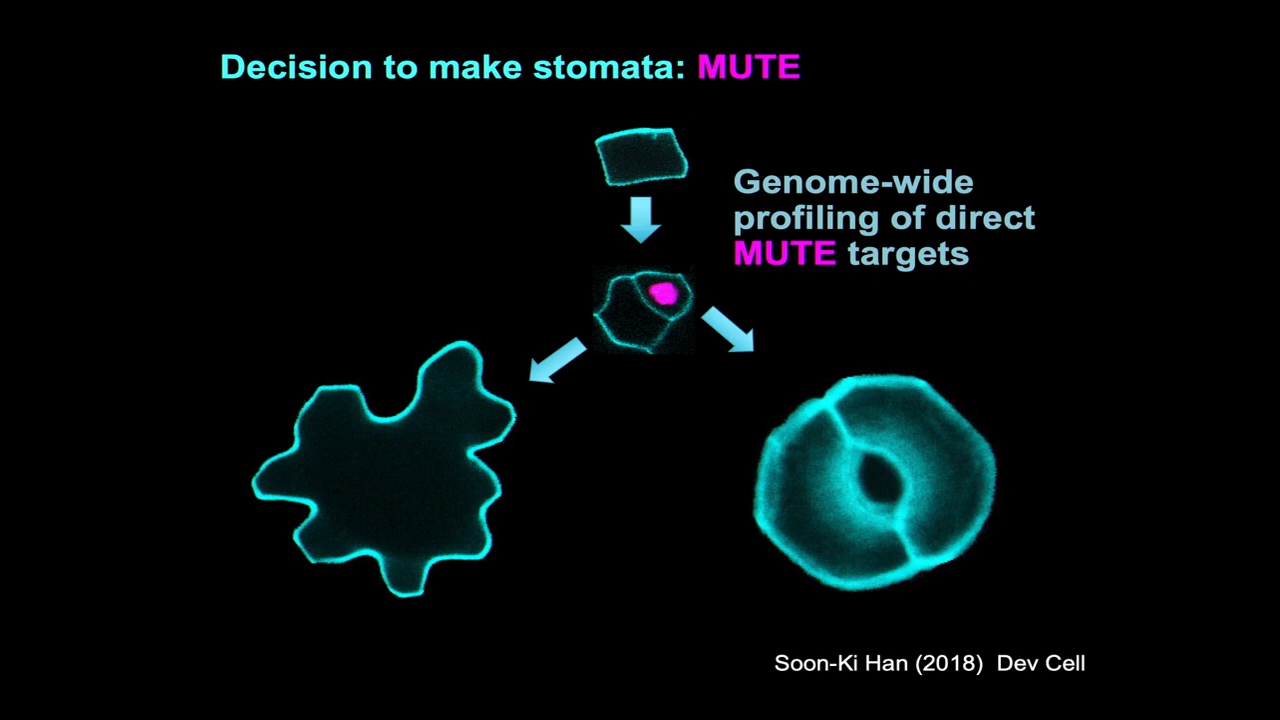 Decision to make stomata: MUTE
Genome-wide
profiling of direct
MUTE targets
Soon-Ki Han (2018)  Dev Cell